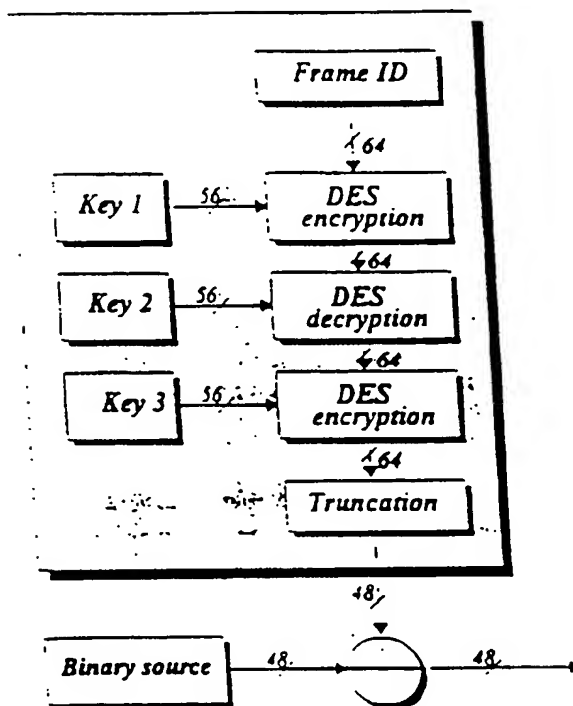 Frame ID
64
Key 1
56
DES
encryption
64
Key 2
56
DES
decryption
64
Key 3
56
DES
encryption
64
Truncation
48
Binary source
48
48